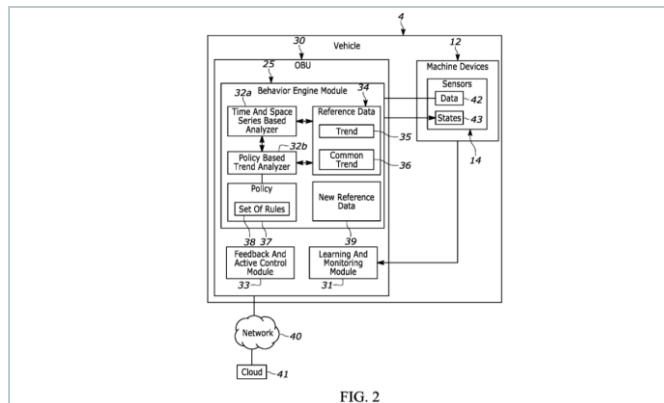 4
30
12
Vehicle
OBU
Machine Devices
25
34
Behavior Engine Module
Sensors
32a
Time And Space
Series Based
Analyzer
Reference Data
Data
42
Trend
35
States
43
32b
Policy Based
Trend Analyzer
Common
Trend
36
14
Policy
Set Of Rules
New Reference
Data
38
37
39
Feedback And
Active Control
Module
Learning And
Monitoring
Module
33
31
Network
40
Cloud
41
FIG. 2